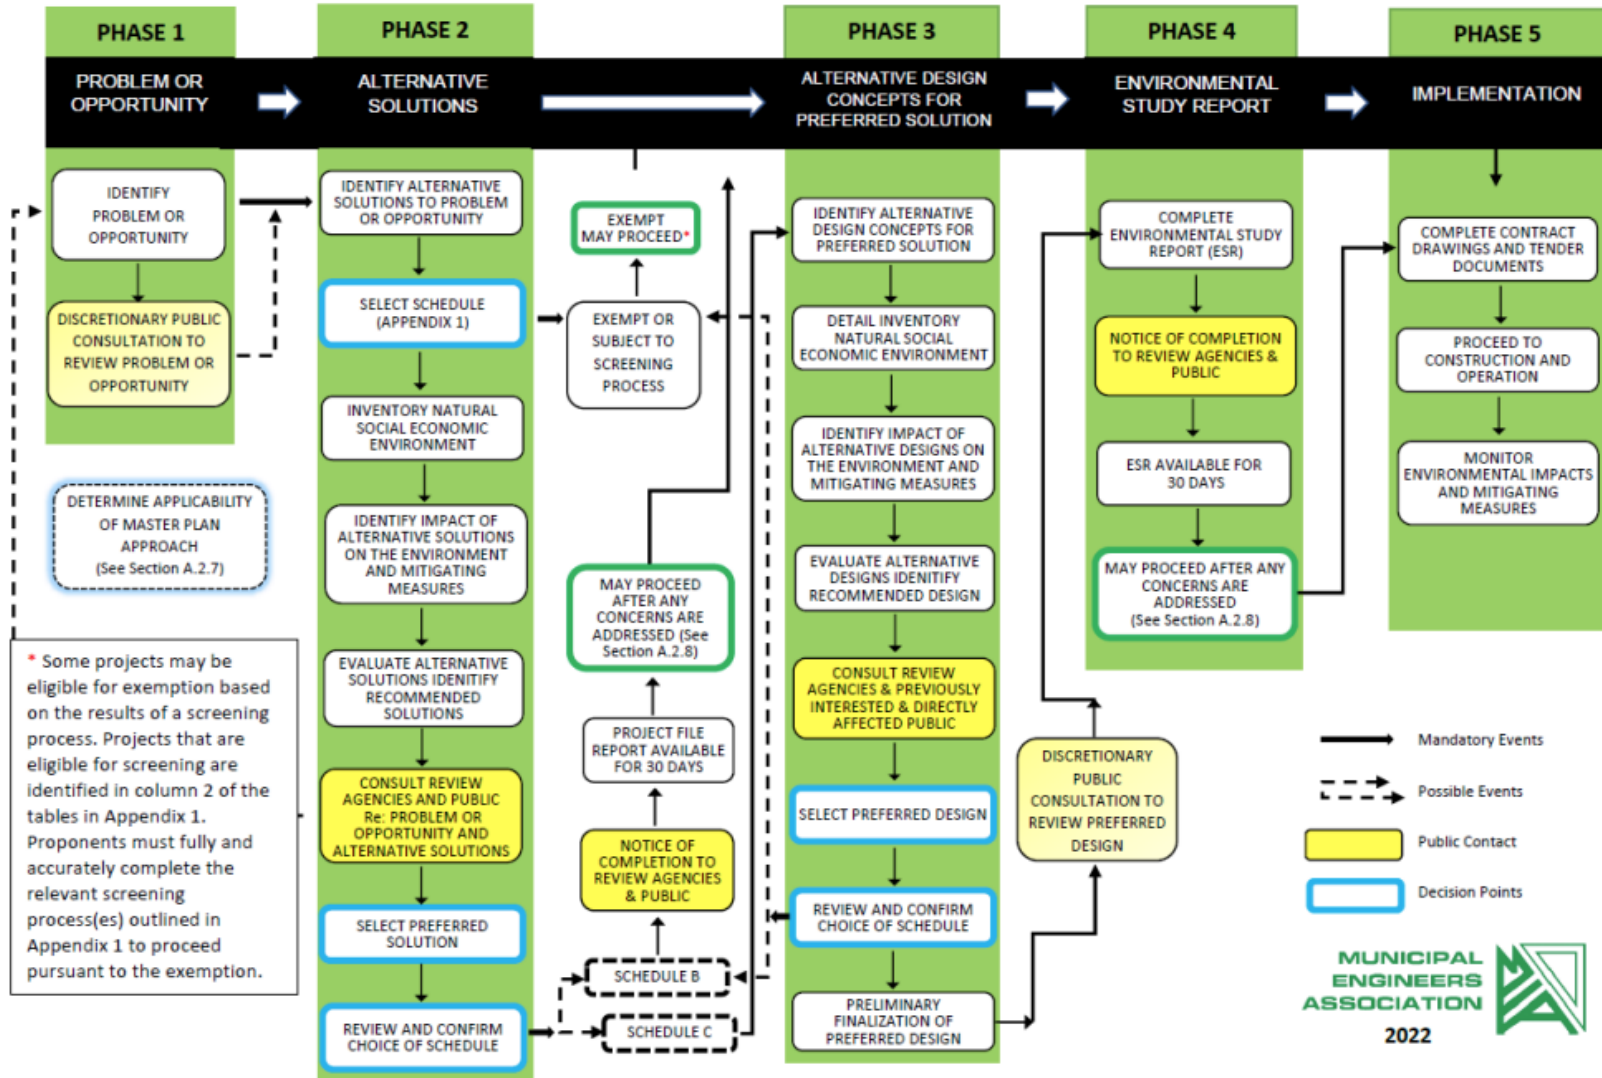 PHASE 1
PROBLEM OR
OPPORTUNITY
IDENTIFY
PROBLEM OR
OPPORTUNITY
DISCRETIONARY PUBLIC
CONSULTATION TO
REVIEW PROBLEM OR
OPPORTUNITY
DETERMINE APPLICABILITY
OF MASTER PLAN
APPROACH
(See Section A.2.7)
* Some projects may be
eligible for exemption based
on the results of a screening
process. Projects that are
eligible for screening are
identified in column 2 of the
tables in Appendix 1.
Proponents must fully and
accurately complete the
relevant screening
process(es) outlined in
Appendix 1 to proceed
pursuant to the exemption.
PHASE 2
ALTERNATIVE
SOLUTIONS
IDENTIFY ALTERNATIVE
SOLUTIONS TO PROBLEM
OR OPPORTUNITY
SELECT SCHEDULE
(APPENDIX 1)
INVENTORY NATURAL
SOCIAL ECONOMIC
ENVIRONMENT
IDENTIFY IMPACT OF
ALTERNATIVE SOLUTIONS
ON THE ENVIRONMENT
AND MITIGATING
MEASURES
EVALUATE ALTERNATIVE
SOLUTIONS IDENITIFY
RECOMMENDED
SOLUTIONS
CONSULT REVIEW
AGENCIES AND PUBLIC
Re: PROBLEM OR
OPPORTUNITY AND
ALTERNATIVE SOLUTIONS
SELECT PREFERRED
SOLUTION
REVIEW AND CONFIRM
CHOICE OF SCHEDULE
EXEMPT
MAY PROCEED*
EXEMPT OR
SUBJECT TO
SCREENING
PROCESS
MAY PROCEED
AFTER ANY
CONCERNS ARE
ADDRESSED (See
Section A.2.8)
PROJECT FILE
REPORT AVAILABLE
FOR 30 DAYS
NOTICE OF
COMPLETION TO
REVIEW AGENCIES
& PUBLIC
SCHEDULE B
SCHEDULE C
PHASE 3
ALTERNATIVE DESIGN
CONCEPTS FOR
PREFERRED SOLUTION
IDENTIFY ALTERNATIVE
DESIGN CONCEPTS FOR
PREFERRED SOLUTION
DETAIL INVENTORY
NATURAL SOCIAL
ECONOMIC ENVIRONMENT
IDENTIFY IMPACT OF
ALTERNATIVE DESIGNS ON
THE ENVIRONMENT AND
MITIGATING MEASURES
EVALUATE ALTERNATIVE
DESIGNS IDENITIFY
RECOMMENDED DESIGN
CONSULT REVIEW
AGENCIES & PREVIOUSLY
INTERESTED & DIRECTLY
AFFECTED PUBLIC
SELECT PREFERRED DESIGN
REVIEW AND CONFIRM
CHOICE OF SCHEDULE
PRELIMINARY
FINALIZATION OF
PREFERRED DESIGN
DISCRETIONARY
PUBLIC
CONSULTATION TO
REVIEW PREFERRED
DESIGN
PHASE 4
ENVIRONMENTAL
STUDY REPORT
COMPLETE
ENVIRONMENTAL STUDY
REPORT (ESR)
NOTICE OF COMPLETION
TO REVIEW AGENCIES &
PUBLIC
ESR AVAILABLE FOR
30 DAYS
MAY PROCEED AFTER ANY
CONCERNS ARE
ADDRESSED
(See Section A.2.8)
PHASE 5
IMPLEMENTATION
COMPLETE CONTRACT
DRAWINGS AND TENDER
DOCUMENTS
PROCEED TO
CONSTRUCTION AND
OPERATION
MONITOR
ENVIRONMENTAL IMPACTS
AND MITIGATING
MEASURES
Mandatory Events
Possible Events
Public Contact
Decision Points
MUNICIPAL
ENGINEERS
ASSOCIATION
2022